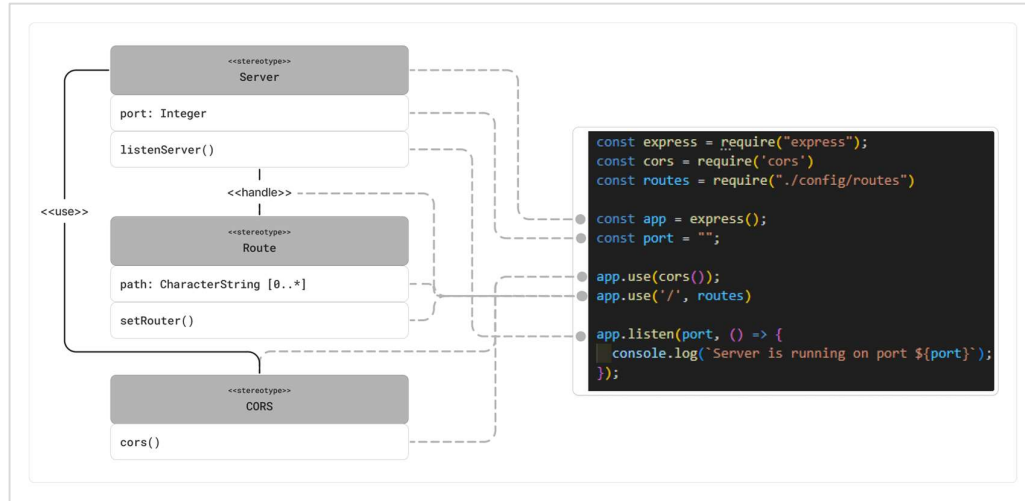 <<stereotype>>
Server
port: Integer
listenServer()
<<handle>>
<<use>>
<<stereotype>>
Route
path: CharacterString [0..*]
setRouter()
<<stereotype>>
CORS
cors()
const express = require("express");
const cors = require('cors')
const routes = require("./config/routes")
const app = express();
const port = "";
app.use(cors());
app.use('/', routes)
app.listen(port, () => {
console.log(`Server is running on port ${port}`);
});